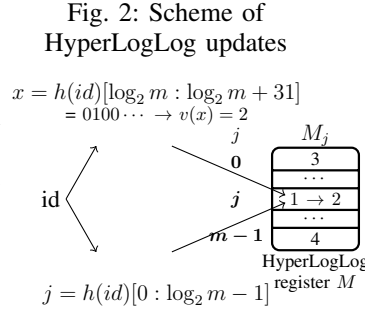 Fig. 2: Scheme of
HyperLogLog updates
x = h(id)[log₂ m : log₂ m + 31]
= 0100 ⋯ → v(x) = 2
j
M_j
0
3
⋯
id
j
1 → 2
⋯
m − 1
4
HyperLogLog
register M
j = h(id)[0 : log₂ m − 1]